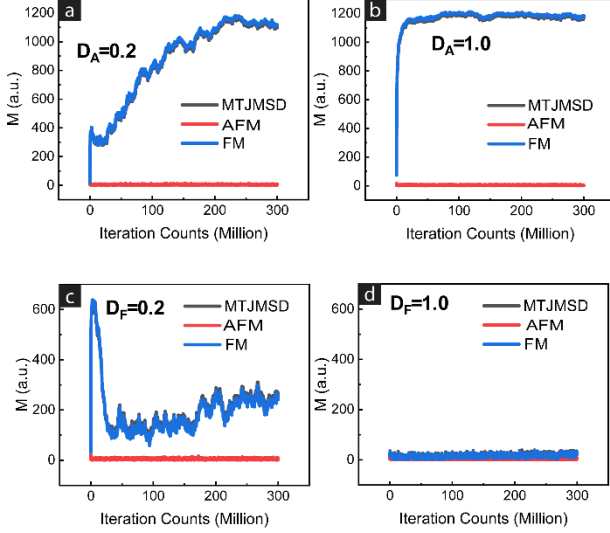 a
D_A=0.2
MTJMSD
AFM
FM
M (a.u.)
1200
1000
800
600
400
200
0
0 100 200 300
Iteration Counts (Million)
b
D_A=1.0
MTJMSD
AFM
FM
M (a.u.)
1200
1000
800
600
400
200
0
0 100 200 300
Iteration Counts (Million)
c
D_F=0.2
MTJMSD
AFM
FM
M (a.u.)
600
400
200
0
0 100 200 300
Iteration Counts (Million)
d
D_F=1.0
MTJMSD
AFM
FM
M (a.u.)
600
400
200
0
0 100 200 300
Iteration Counts (Million)